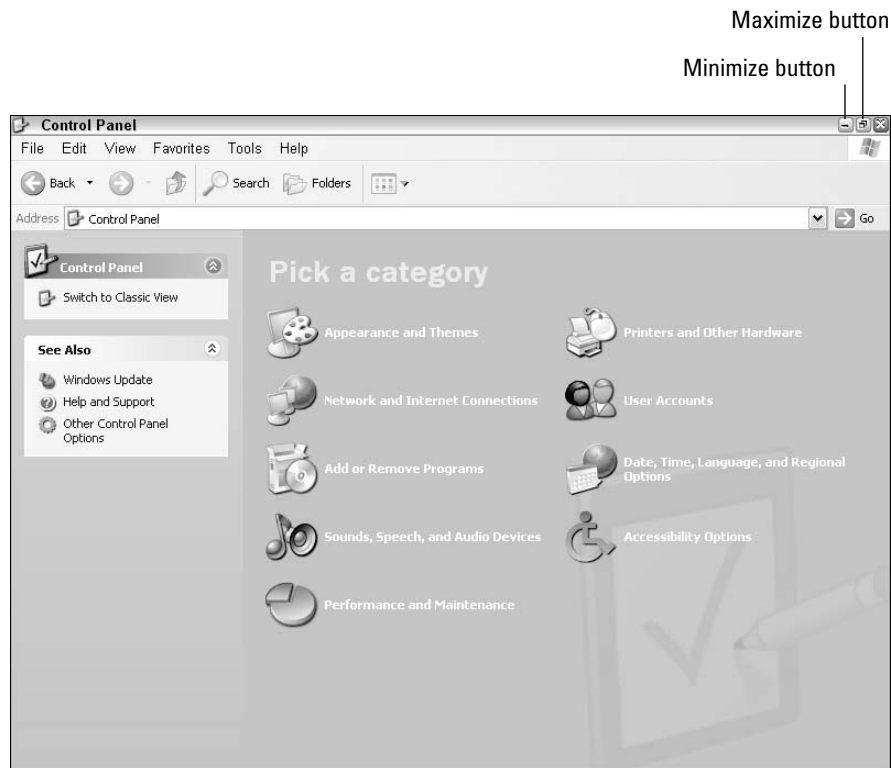 Maximize button
Minimize button
Control Panel
File Edit View Favorites Tools Help
Back Search Folders
Address Control Panel Go
Control Panel
Switch to Classic View
See Also
Windows Update
Help and Support
Other Control Panel
Options
Pick a category
Appearance and Themes
Printers and Other Hardware
Network and Internet Connections
User Accounts
Add or Remove Programs
Date, Time, Language, and Regional
Options
Sounds, Speech, and Audio Devices
Accessibility Options
Performance and Maintenance